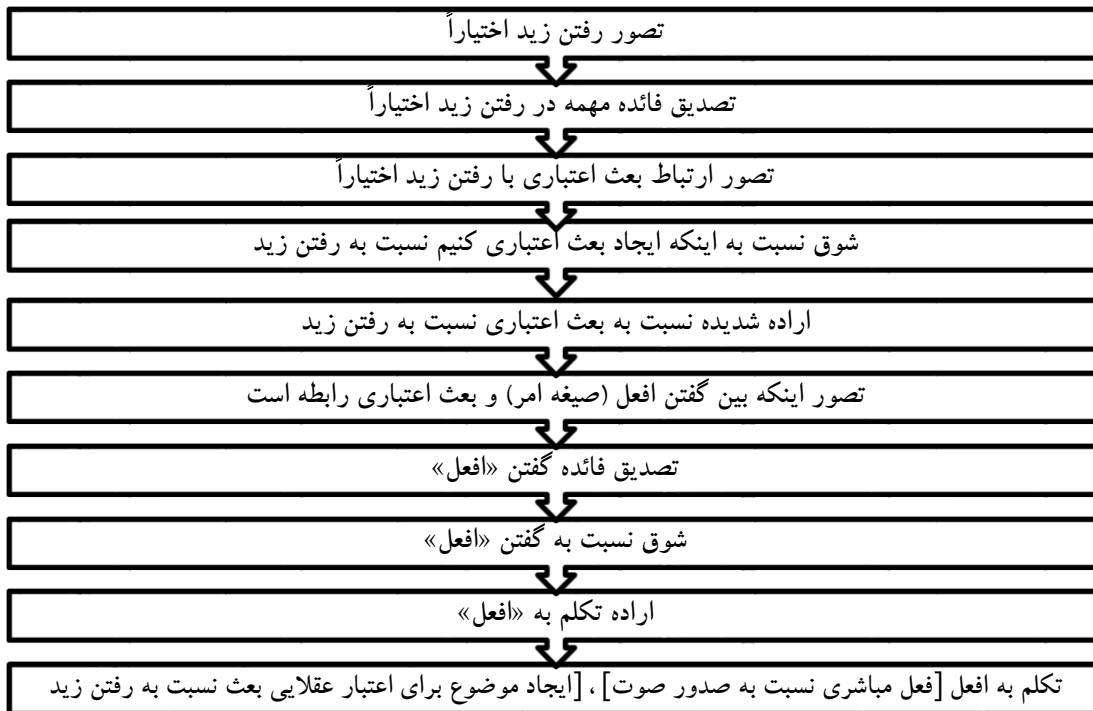 تصور رفتن زید اختیاراً
تصدیق فائده مهمه در رفتن زید اختیاراً
تصور ارتباط بعث اعتباری با رفتن زید اختیاراً
شوق نسبت به اینکه ایجاد بعث اعتباری کنیم نسبت به رفتن زید
اراده شدیده نسبت به بعث اعتباری نسبت به رفتن زید
تصور اینکه بین گفتن افعل (صیغه امر) و بعث اعتباری رابطه است
تصدیق فائده گفتن «افعل»
شوق نسبت به گفتن «افعل»
اراده تکلم به «افعل»
تکلم به افعل [فعل مباشری نسبت به صدور صوت] ، [ایجاد موضوع برای اعتبار عقلایی بعث نسبت به رفتن زید